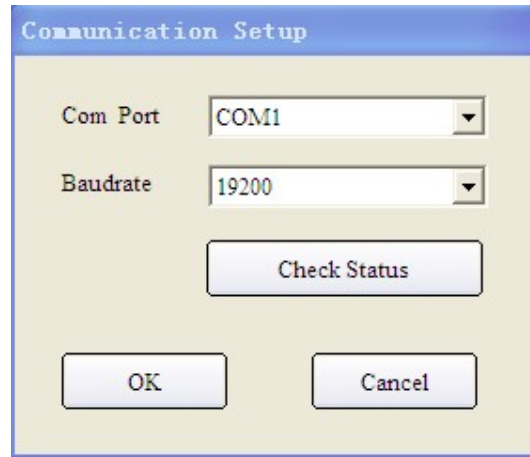 Communication Setup
Com Port COM1
Baudrate 19200
Check Status
OK Cancel